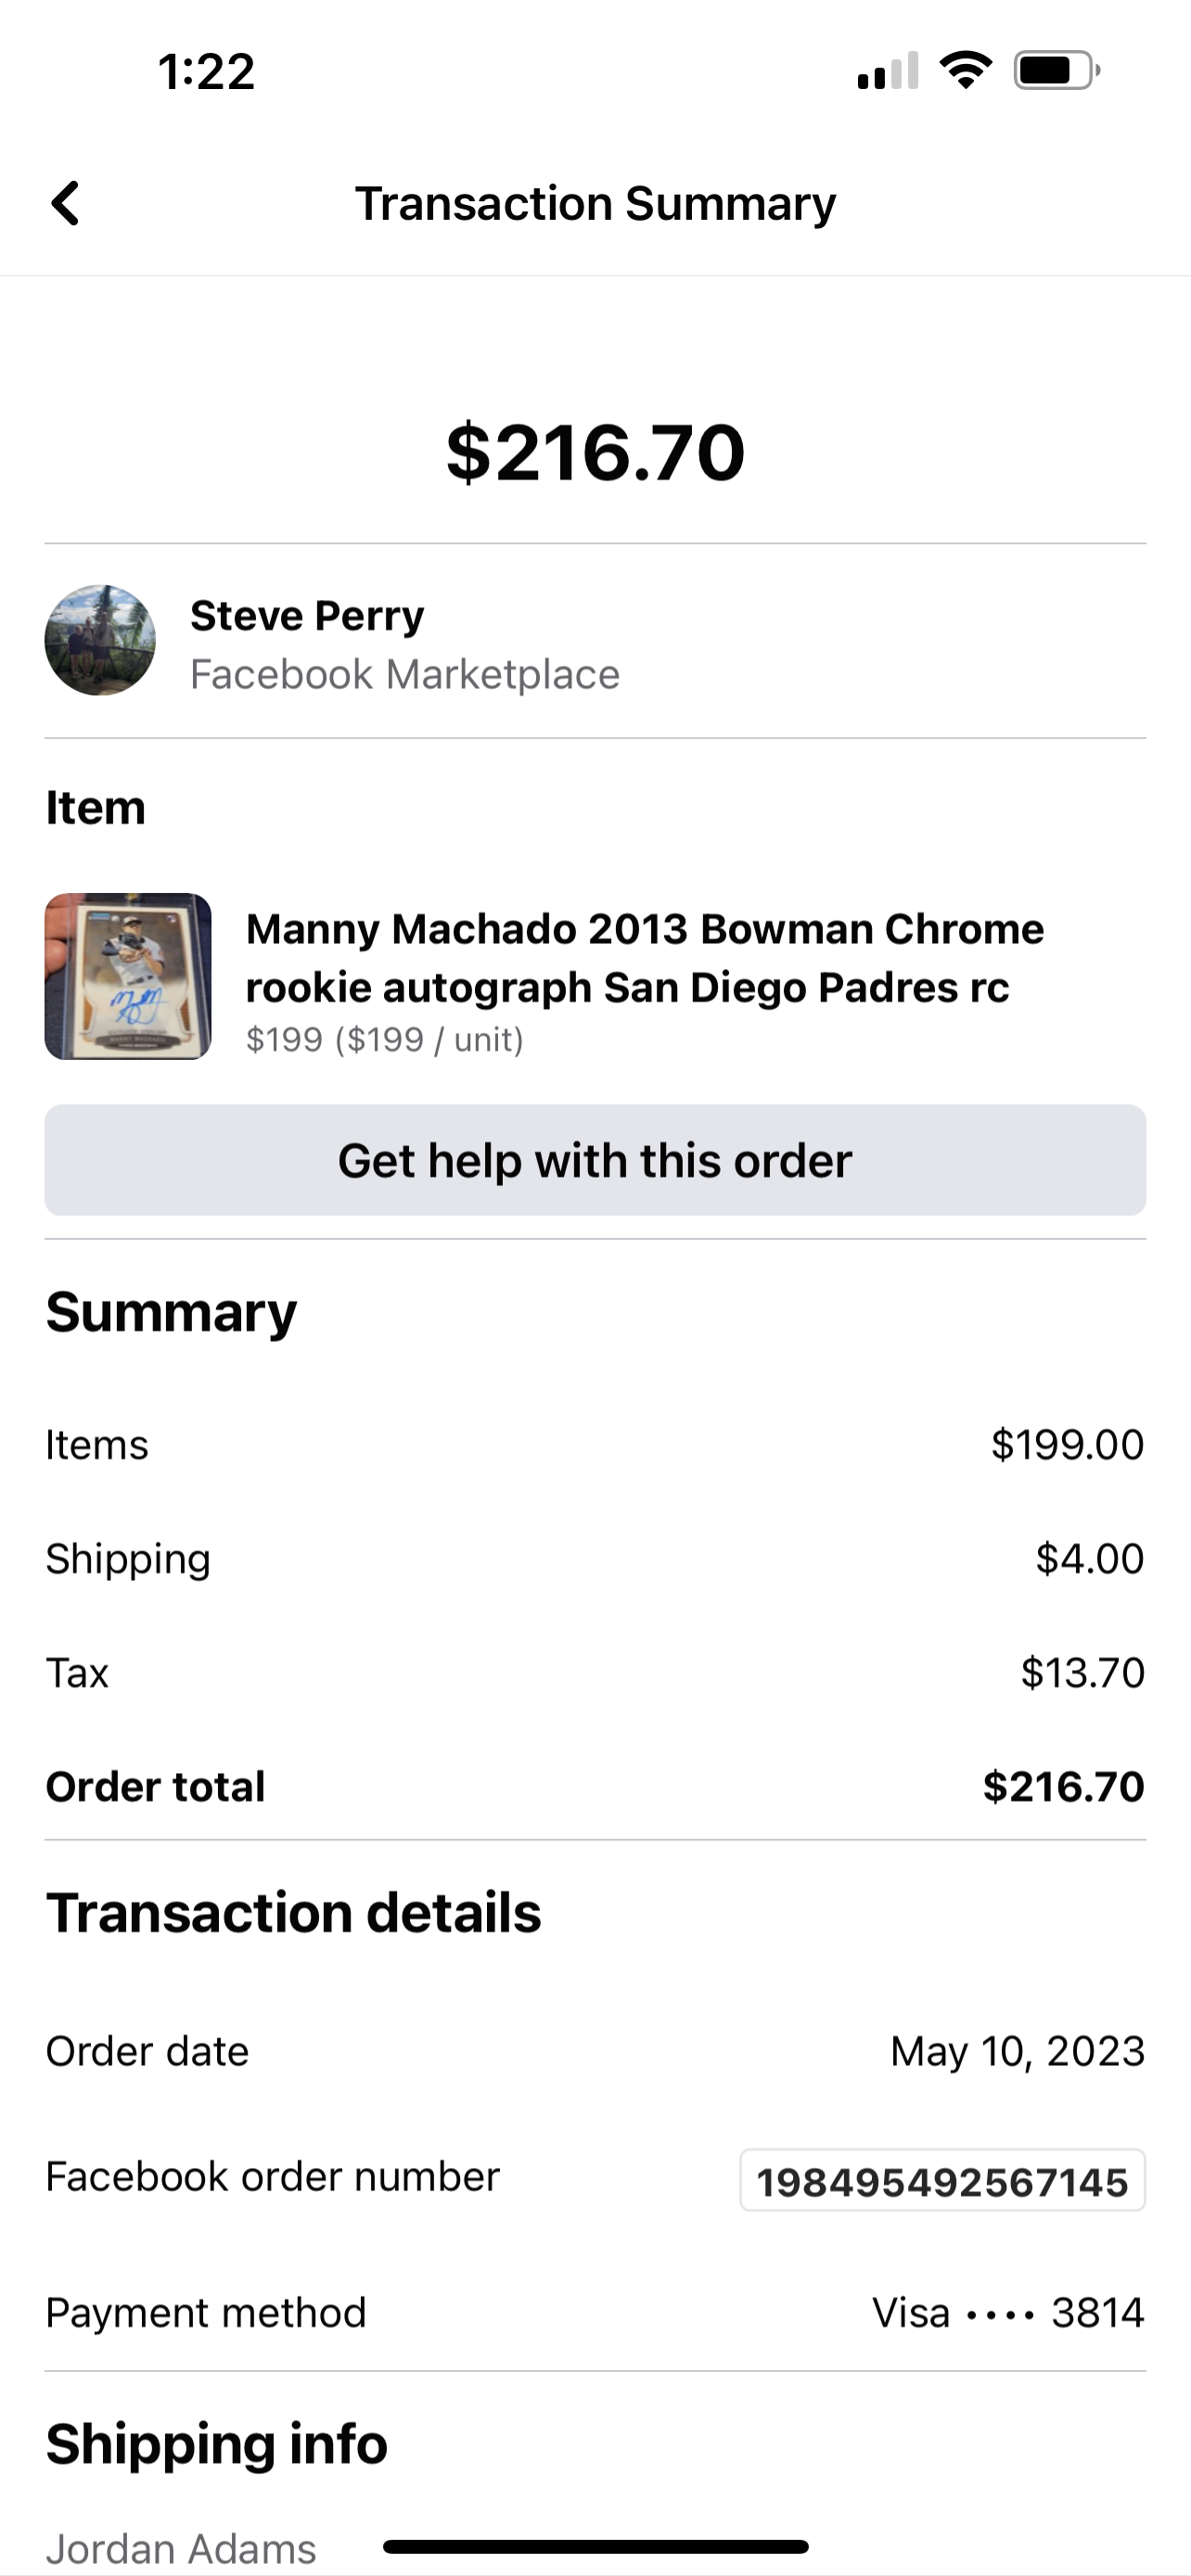 1:22
Transaction Summary
$216.70
Steve Perry
Facebook Marketplace
Item
Manny Machado 2013 Bowman Chrome
rookie autograph San Diego Padres rc
$199 ($199 / unit)
Get help with this order
Summary
Items $199.00
Shipping $4.00
Tax $13.70
Order total $216.70
Transaction details
Order date May 10, 2023
Facebook order number 198495492567145
Payment method Visa •••• 3814
Shipping info
Jordan Adams